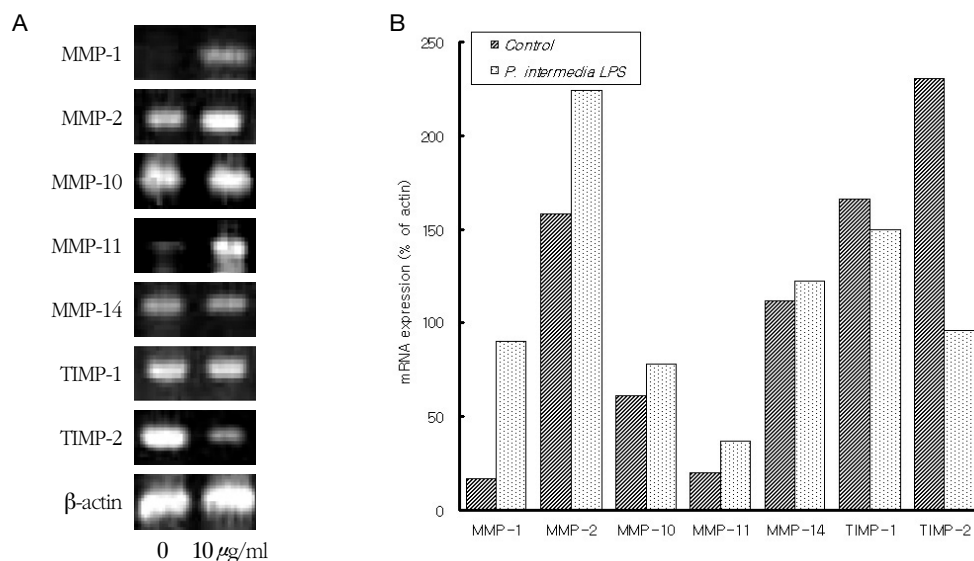 A
MMP-1
MMP-2
MMP-10
MMP-11
MMP-14
TIMP-1
TIMP-2
β-actin
0 10 μg/ml
B
Control
P. intermedia LPS
mRNA expression (% of actin)
250
200
150
100
50
0
MMP-1 MMP-2 MMP-10 MMP-11 MMP-14 TIMP-1 TIMP-2